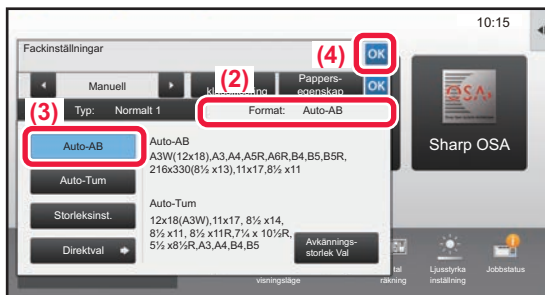 10:15
Fackinställningar
(4)
OK
Manuell
(2)
Pappers-
egenskap
OK
(3)
Typ: Normalt 1
Format: Auto-AB
Auto-AB
Auto-AB
A3W(12x18),A3,A4,A5R,A6R,B4,B5,B5R,
216x330(8½ x13),11x17,8½ x11
Auto-Tum
Auto-Tum
12x18(A3W),11x17, 8½ x14,
8½ x11, 8½ x11R,7¼ x 10½R,
5½ x8½R,A3,A4,B4,B5
Storleksinst.
Direktval
Avkännings-
storlek Val
OSA
Sharp OSA
visningsläge
tal
räkning
Ljusstyrka
inställning
Jobbstatus